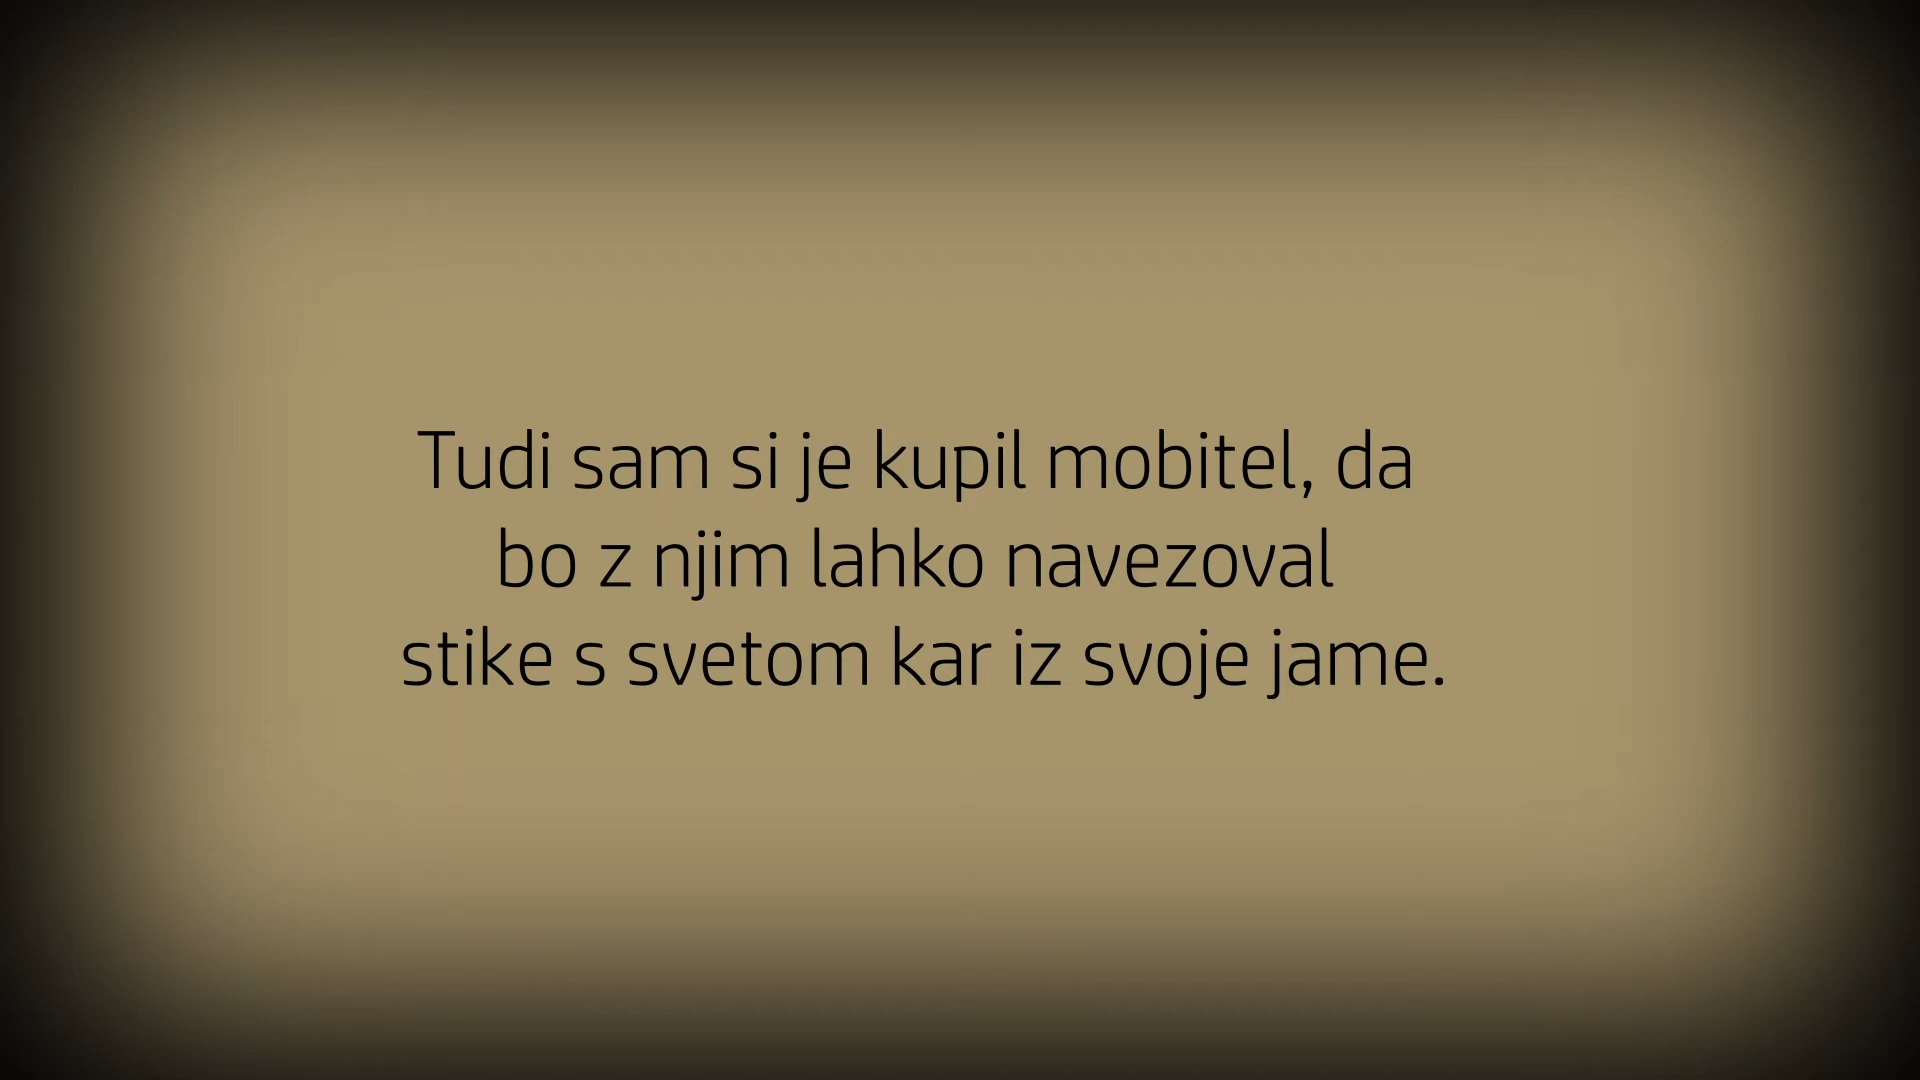 Tudi sam si je kupil mobitel, da
bo z njim lahko navezoval
stike s svetom kar iz svoje jame.